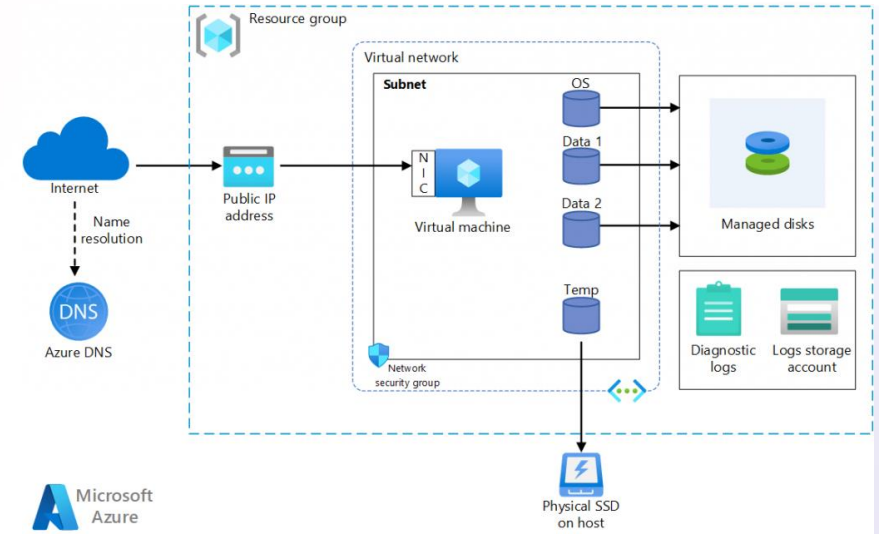 Resource group
Virtual network
Subnet
OS
Data 1
Data 2
Temp
N
I
C
Virtual machine
Internet
Name
resolution
DNS
Azure DNS
Public IP
address
Managed disks
Diagnostic
logs
Logs storage
account
Network
security group
Physical SSD
on host
Microsoft
Azure